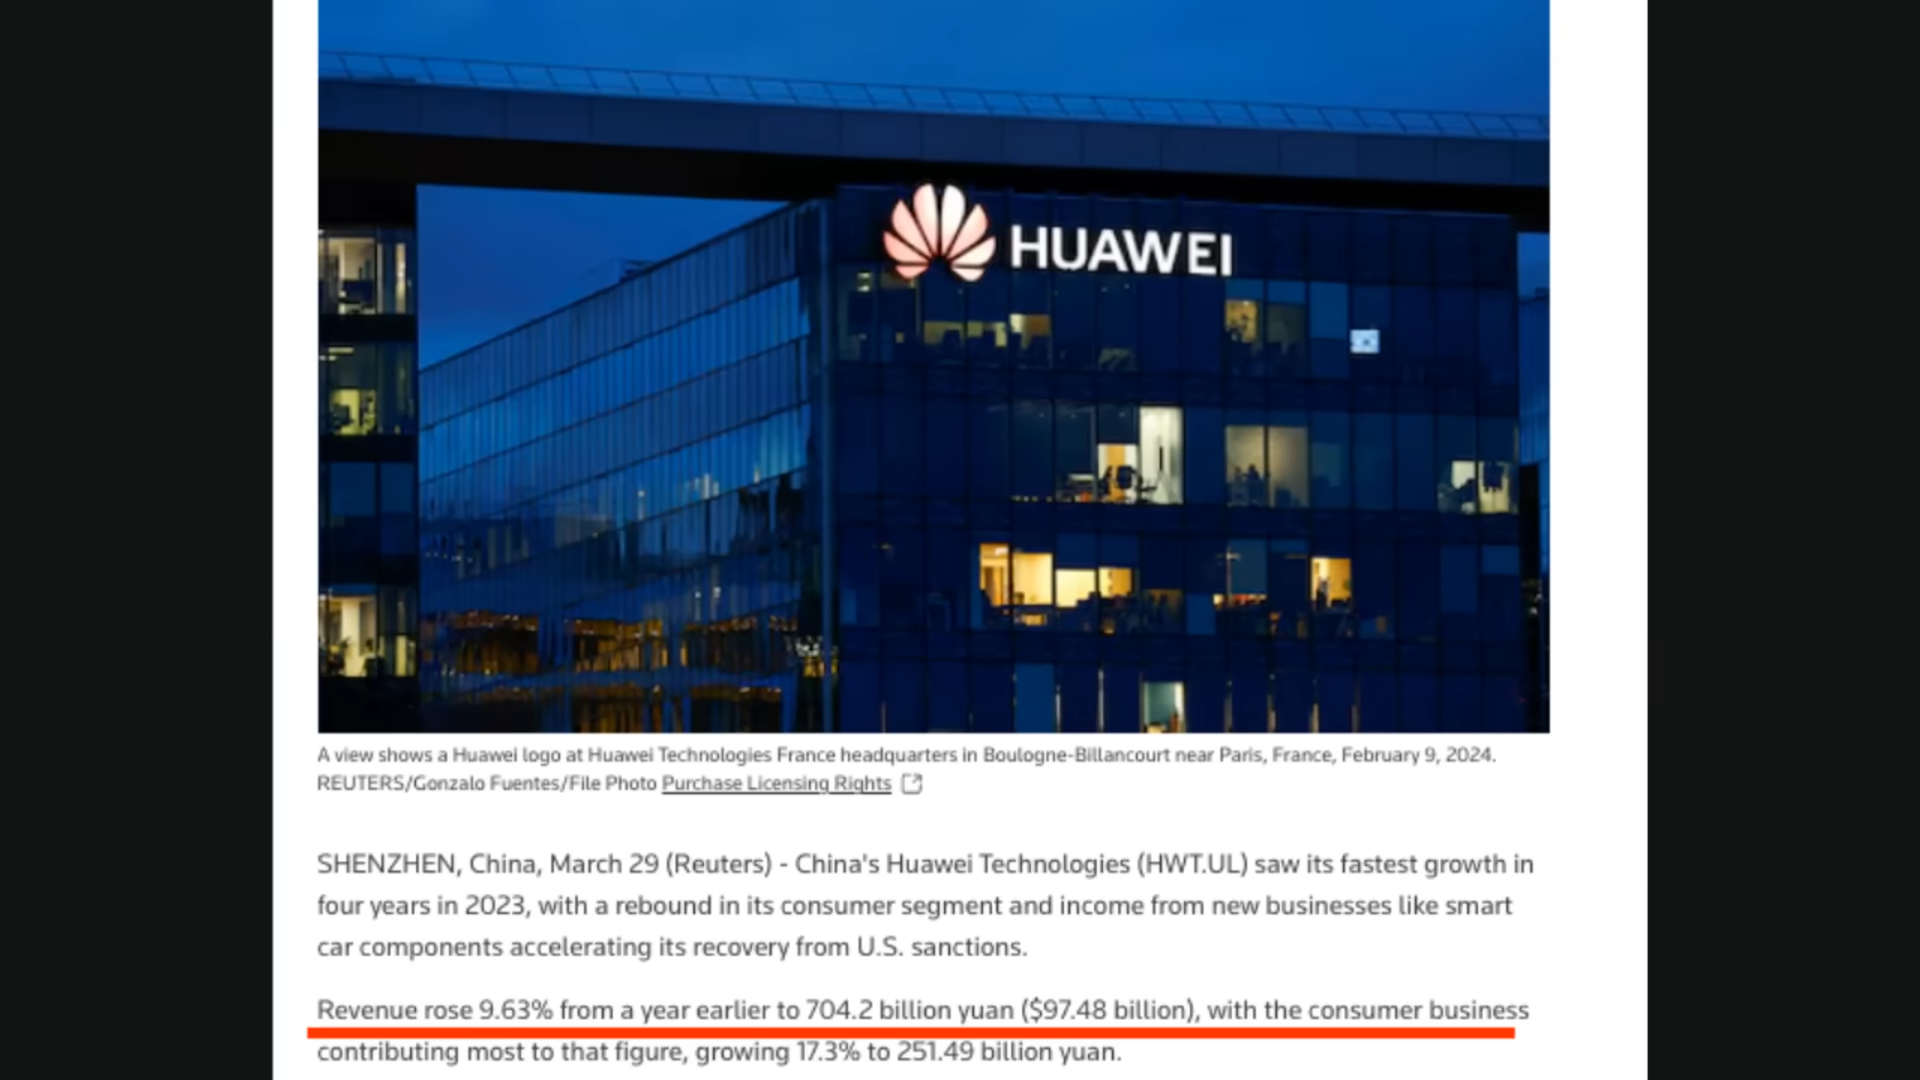 HUAWEI
A view shows a Huawei logo at Huawei Technologies France headquarters in Boulogne-Billancourt near Paris, France, February 9, 2024.
REUTERS/Gonzalo Fuentes/File Photo Purchase Licensing Rights
SHENZHEN, China, March 29 (Reuters) - China's Huawei Technologies (HWT.UL) saw its fastest growth in
four years in 2023, with a rebound in its consumer segment and income from new businesses like smart
car components accelerating its recovery from U.S. sanctions.
Revenue rose 9.63% from a year earlier to 704.2 billion yuan ($97.48 billion), with the consumer business
contributing most to that figure, growing 17.3% to 251.49 billion yuan.